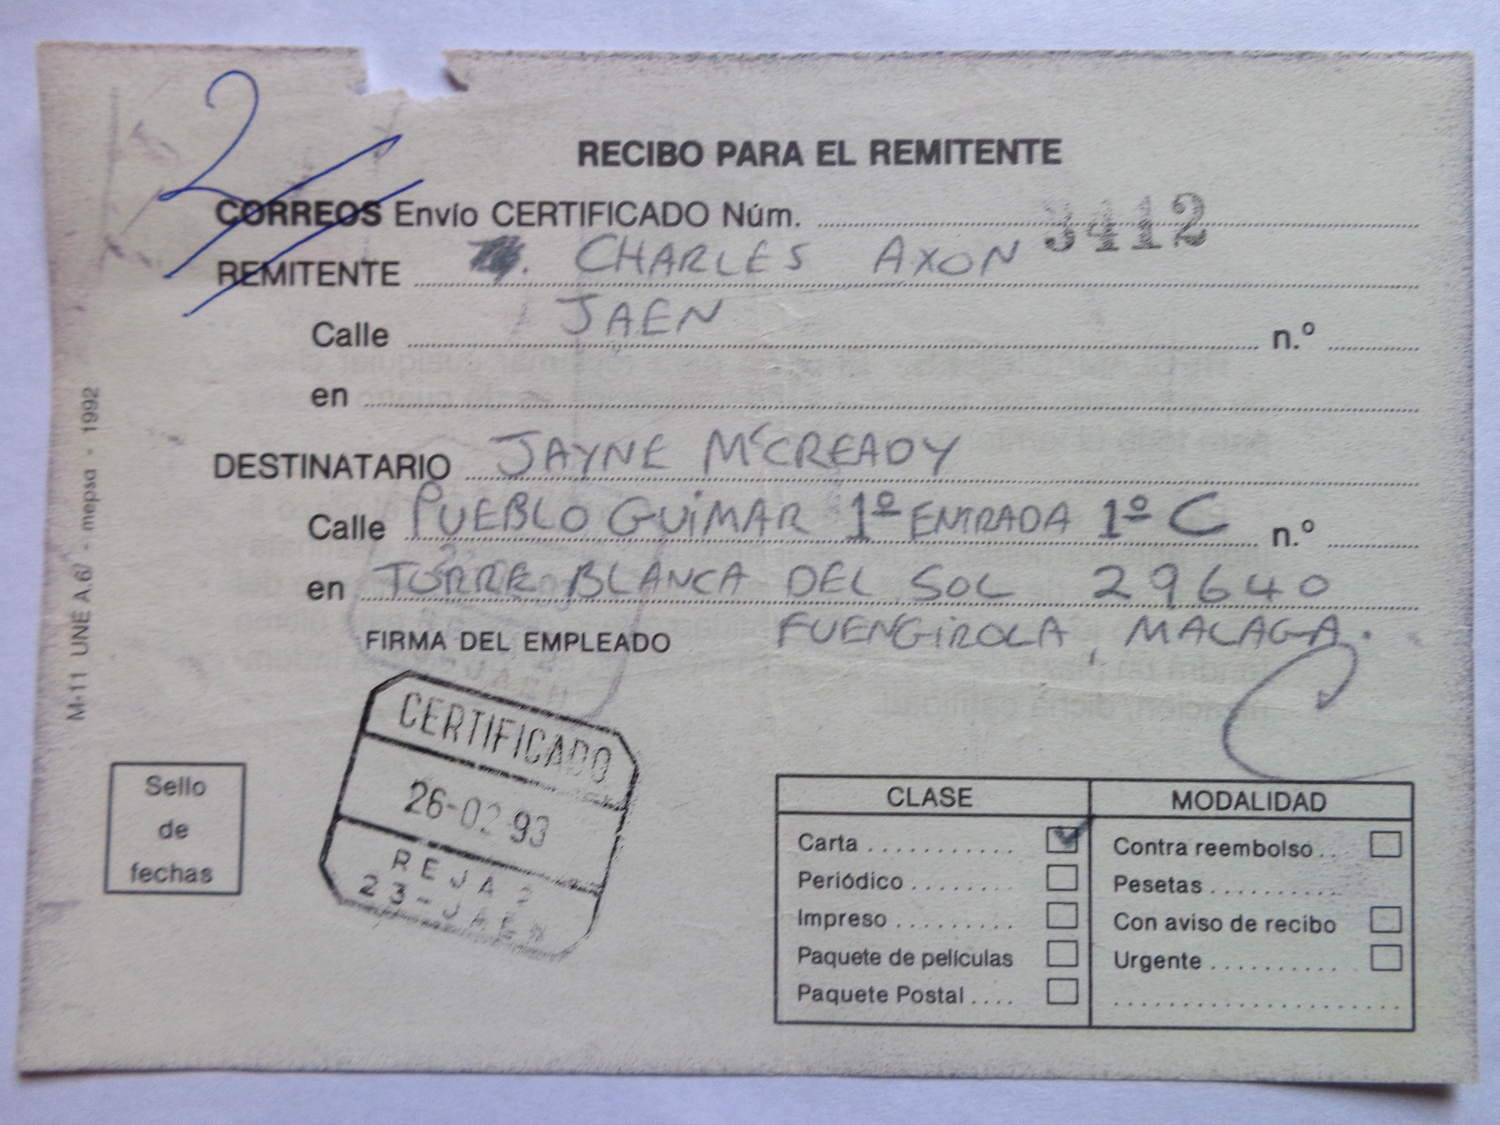 2
RECIBO PARA EL REMITENTE
CORREOS Envío CERTIFICADO Núm. 3412
REMITENTE CHARLES AXON
Calle JAEN n.º
en
DESTINATARIO JAYNE McCREADY
Calle PUEBLO GUIMAR 1º ENTRADA 1º C n.º
en TORRE BLANCA DEL SOL 29640
FUENGIROLA, MALAGA.
FIRMA DEL EMPLEADO
CERTIFICADO
26-02-93
REJA 2
23-JAEN
Sello
de
fechas
CLASE
Carta
Periódico
Impreso
Paquete de películas
Paquete Postal
MODALIDAD
Contra reembolso
Pesetas
Con aviso de recibo
Urgente
M-11 UNE A.6 - mepsa - 1992